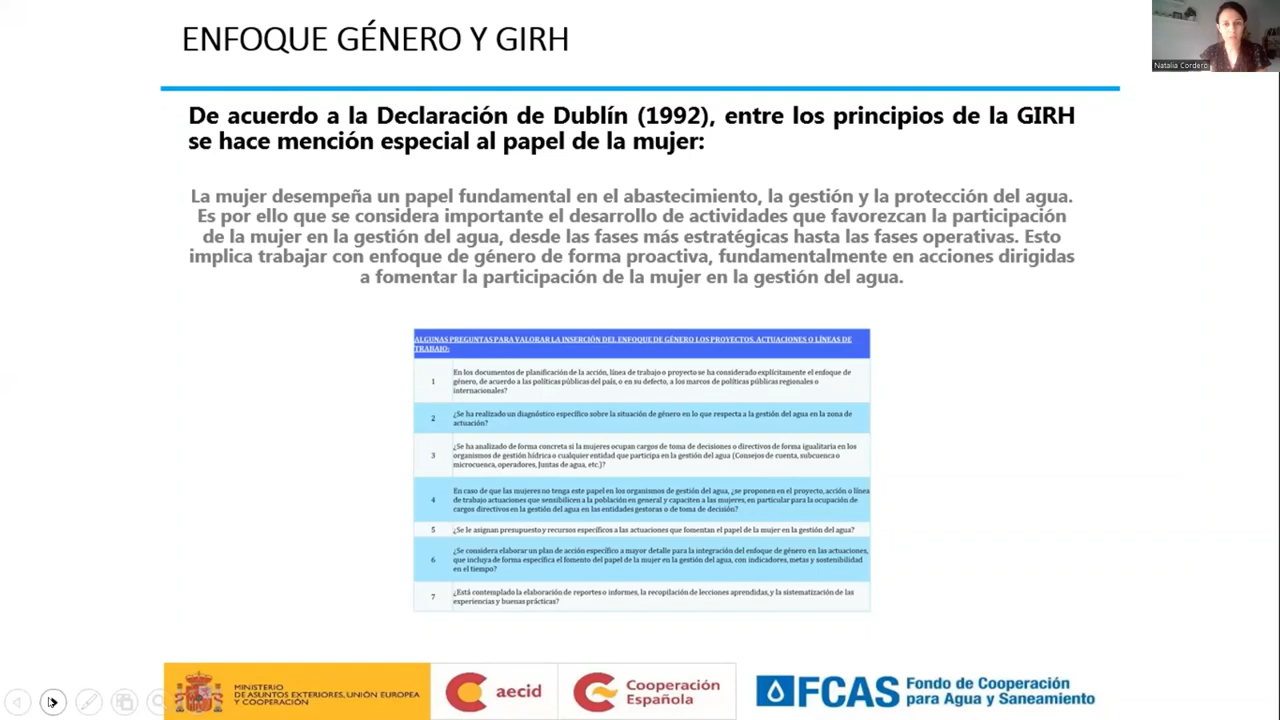 ENFOQUE GÉNERO Y GIRH
Natalia Cordero
De acuerdo a la Declaración de Dublín (1992), entre los principios de la GIRH
se hace mención especial al papel de la mujer:
La mujer desempeña un papel fundamental en el abastecimiento, la gestión y la protección del agua.
Es por ello que se considera importante el desarrollo de actividades que favorezcan la participación
de la mujer en la gestión del agua, desde las fases más estratégicas hasta las fases operativas. Esto
implica trabajar con enfoque de género de forma proactiva, fundamentalmente en acciones dirigidas
a fomentar la participación de la mujer en la gestión del agua.
ALGUNAS PREGUNTAS PARA VALORAR LA INSERCIÓN DEL ENFOQUE DE GÉNERO LOS PROYECTOS, ACTUACIONES O LÍNEAS DE
TRABAJO:
1 En los documentos de planificación de la acción, línea de trabajo o proyecto se ha considerado explícitamente el enfoque de
género, de acuerdo a las políticas públicas del país, o en su defecto, a los marcos de políticas públicas regionales o
internacionales?
2 ¿Se ha realizado un diagnóstico específico sobre la situación de género en lo que respecta a la gestión del agua en la zona de
actuación?
3 ¿Se ha analizado de forma concreta si la mujeres ocupan cargos de toma de decisiones o directivos de forma igualitaria en los
organismos de gestión hídrica o cualquier entidad que participa en la gestión del agua (Consejos de cuenta, subcuenca o
microcuenca, operadores, Juntas de agua, etc.)?
4 En caso de que las mujeres no tenga este papel en los organismos de gestión del agua, ¿se proponen en el proyecto, acción o línea
de trabajo actuaciones que sensibilicen a la población en general y capaciten a las mujeres, en particular para la ocupación de
cargos directivos en la gestión del agua en las entidades gestoras o de toma de decisión?
5 ¿Se le asignan presupuesto y recursos específicos a las actuaciones que fomentan el papel de la mujer en la gestión del agua?
6 ¿Se considera elaborar un plan de acción específico a mayor detalle para la integración del enfoque de género en las actuaciones,
que incluya de forma específica el fomento del papel de la mujer en la gestión del agua, con indicadores, metas y sostenibilidad
en el tiempo?
7 ¿Está contemplado la elaboración de reportes o informes, la recopilación de lecciones aprendidas, y la sistematización de las
experiencias y buenas prácticas?
MINISTERIO
DE ASUNTOS EXTERIORES, UNIÓN EUROPEA
Y COOPERACIÓN
aecid
Cooperación
Española
FCAS
Fondo de Cooperación
para Agua y Saneamiento